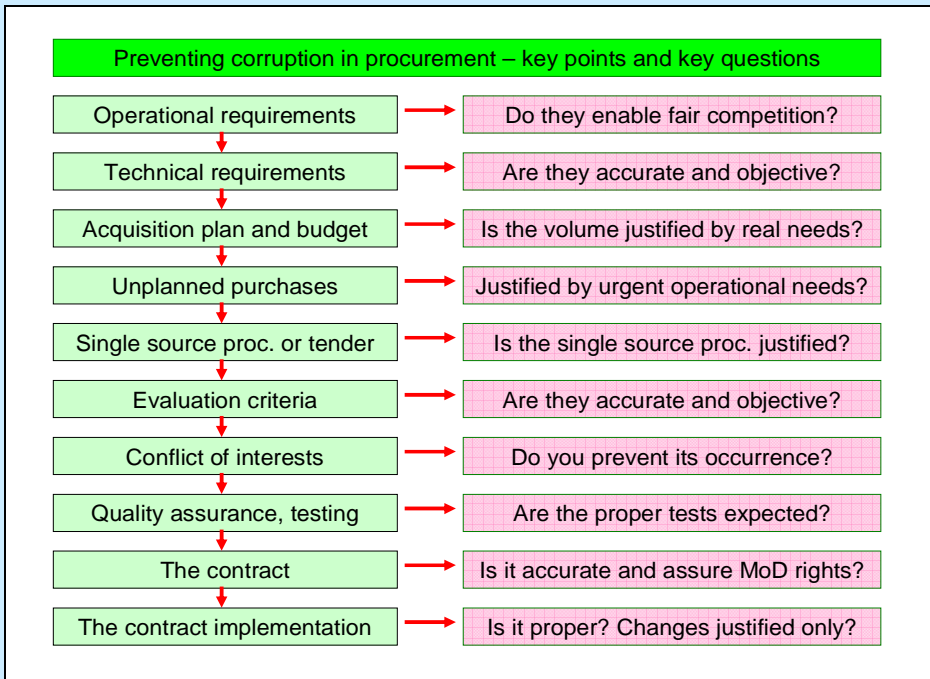 Preventing corruption in procurement – key points and key questions
Operational requirements
Do they enable fair competition?
Technical requirements
Are they accurate and objective?
Acquisition plan and budget
Is the volume justified by real needs?
Unplanned purchases
Justified by urgent operational needs?
Single source proc. or tender
Is the single source proc. justified?
Evaluation criteria
Are they accurate and objective?
Conflict of interests
Do you prevent its occurrence?
Quality assurance, testing
Are the proper tests expected?
The contract
Is it accurate and assure MoD rights?
The contract implementation
Is it proper? Changes justified only?